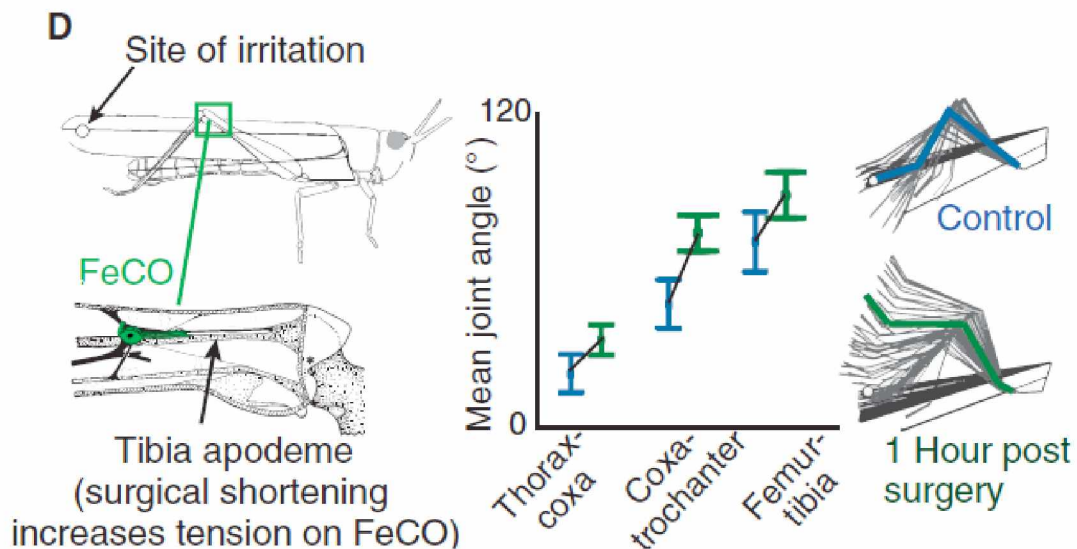 D
Site of irritation
FeCO
Tibia apodeme
(surgical shortening
increases tension on FeCO)
Mean joint angle (°)
120
0
Thorax-
coxa
Coxa-
trochanter
Femur-
tibia
Control
1 Hour post
surgery